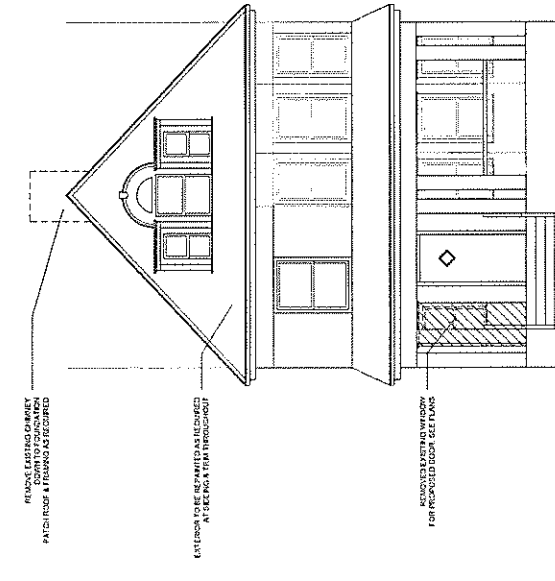 REMOVE EXISTING CHIMNEY
DOWN TO FOUNDATION
PATCH ROOF & FRAMING AS REQUIRED
EXTERIOR TO BE REPAINTED AS REQUIRED
AT SIDING & TRIM THROUGHOUT
REMOVED EXISTING WINDOW
FOR PROPOSED DOOR, SEE PLANS